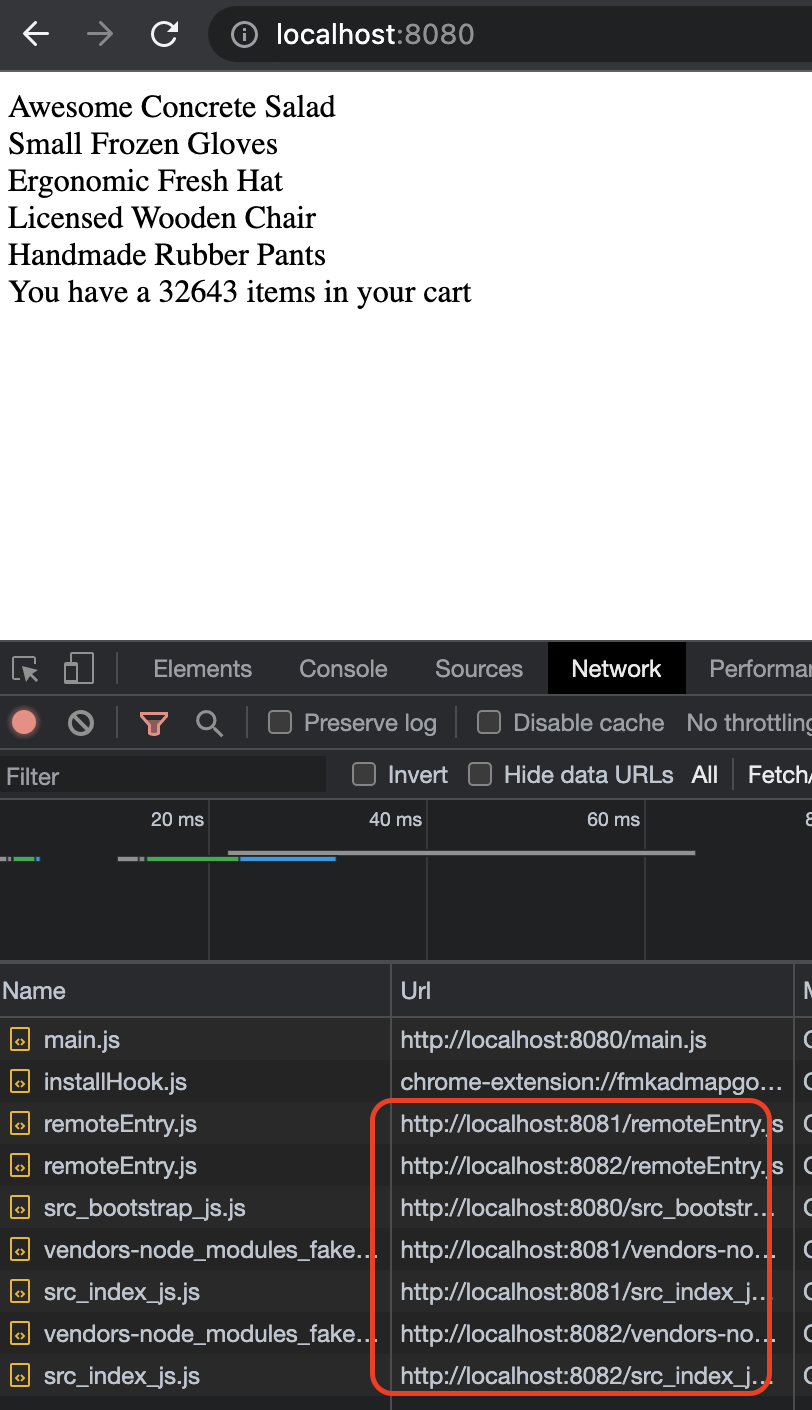 localhost:8080
Awesome Concrete Salad
Small Frozen Gloves
Ergonomic Fresh Hat
Licensed Wooden Chair
Handmade Rubber Pants
You have a 32643 items in your cart
Elements Console Sources Network Performan
Preserve log Disable cache No throttling
Filter Invert Hide data URLs All Fetch/
20 ms 40 ms 60 ms 8
Name Url M
main.js http://localhost:8080/main.js
installHook.js chrome-extension://fmkadmapgo…
remoteEntry.js http://localhost:8081/remoteEntry.js
remoteEntry.js http://localhost:8082/remoteEntry.js
src_bootstrap_js.js http://localhost:8080/src_bootstr…
vendors-node_modules_fake… http://localhost:8081/vendors-no…
src_index_js.js http://localhost:8081/src_index_j…
vendors-node_modules_fake… http://localhost:8082/vendors-no…
src_index_js.js http://localhost:8082/src_index_j…